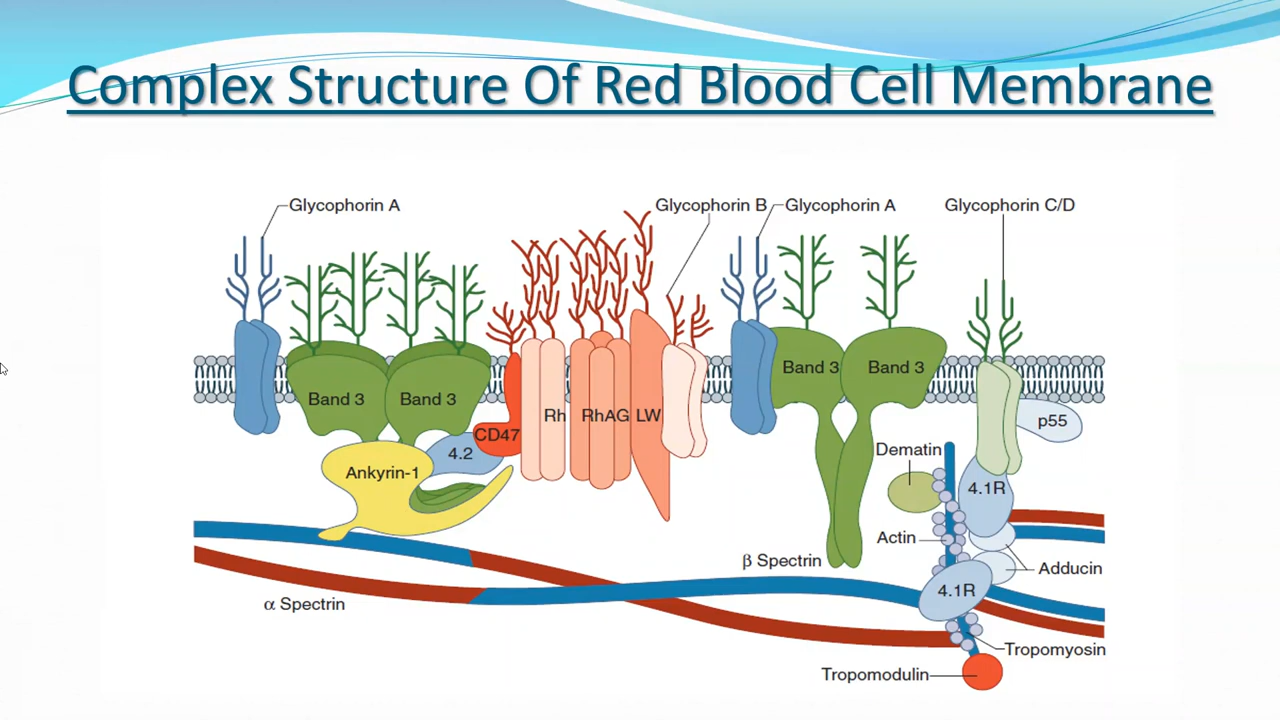 Complex Structure Of Red Blood Cell Membrane
Glycophorin A
Glycophorin B
Glycophorin A
Glycophorin C/D
Band 3
Band 3
Band 3
Band 3
CD47
Rh
RhAG
LW
p55
4.2
Ankyrin-1
Dematin
4.1R
Actin
β Spectrin
Adducin
4.1R
α Spectrin
Tropomyosin
Tropomodulin